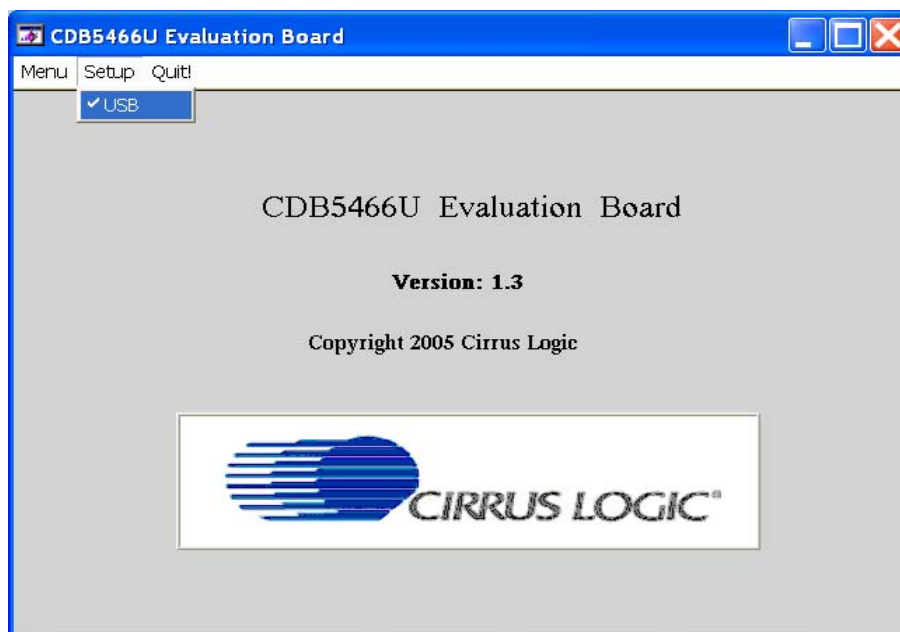 CDB5466U Evaluation Board
Menu Setup Quit!
USB
CDB5466U Evaluation Board
Version: 1.3
Copyright 2005 Cirrus Logic
CIRRUS LOGIC®